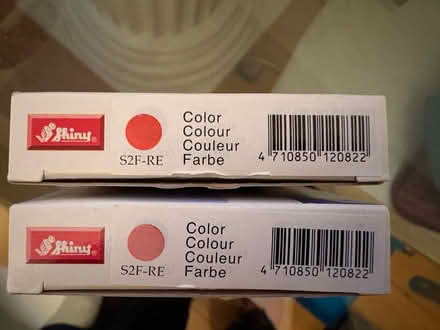 Shiny®
S2F-RE
Color
Colour
Couleur
Farbe
4 710850 120822
Shiny®
S2F-RE
Color
Colour
Couleur
Farbe
4 710850 120822